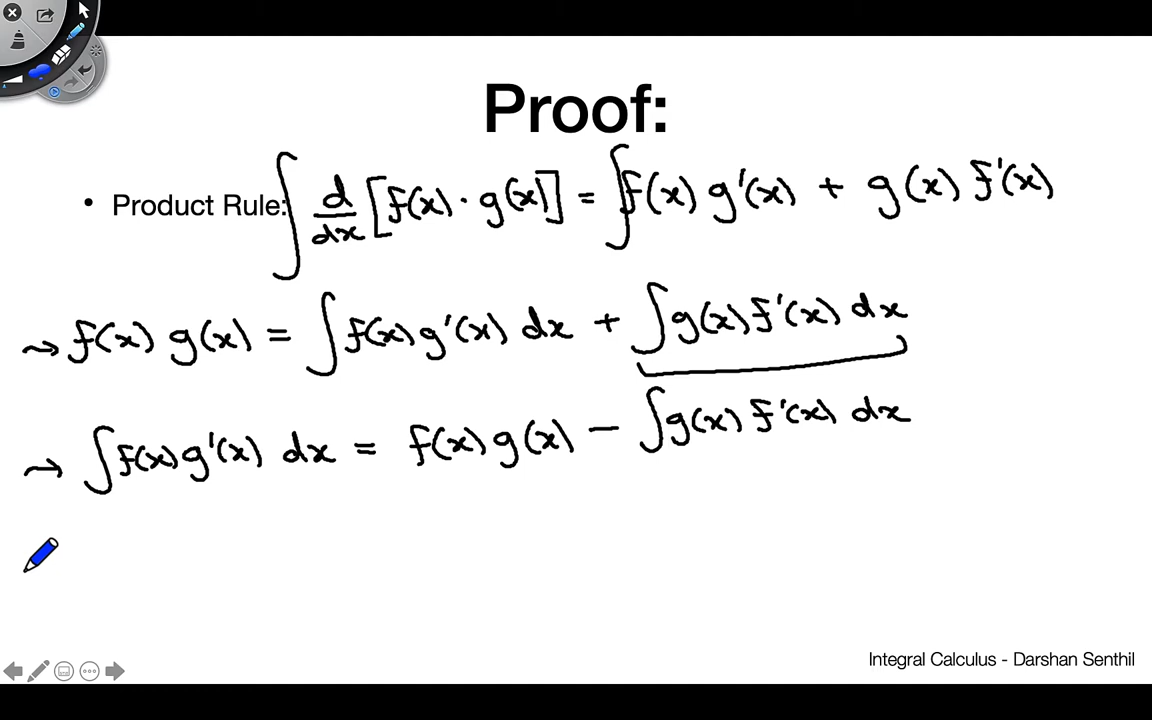 Proof:
• Product Rule: ∫ d/dx [f(x) · g(x)] = ∫ f(x) g'(x) + g(x) f'(x)
→ f(x) g(x) = ∫ f(x) g'(x) dx + ∫ g(x) f'(x) dx
→ ∫ f(x) g'(x) dx = f(x) g(x) − ∫ g(x) f'(x) dx
Integral Calculus - Darshan Senthil